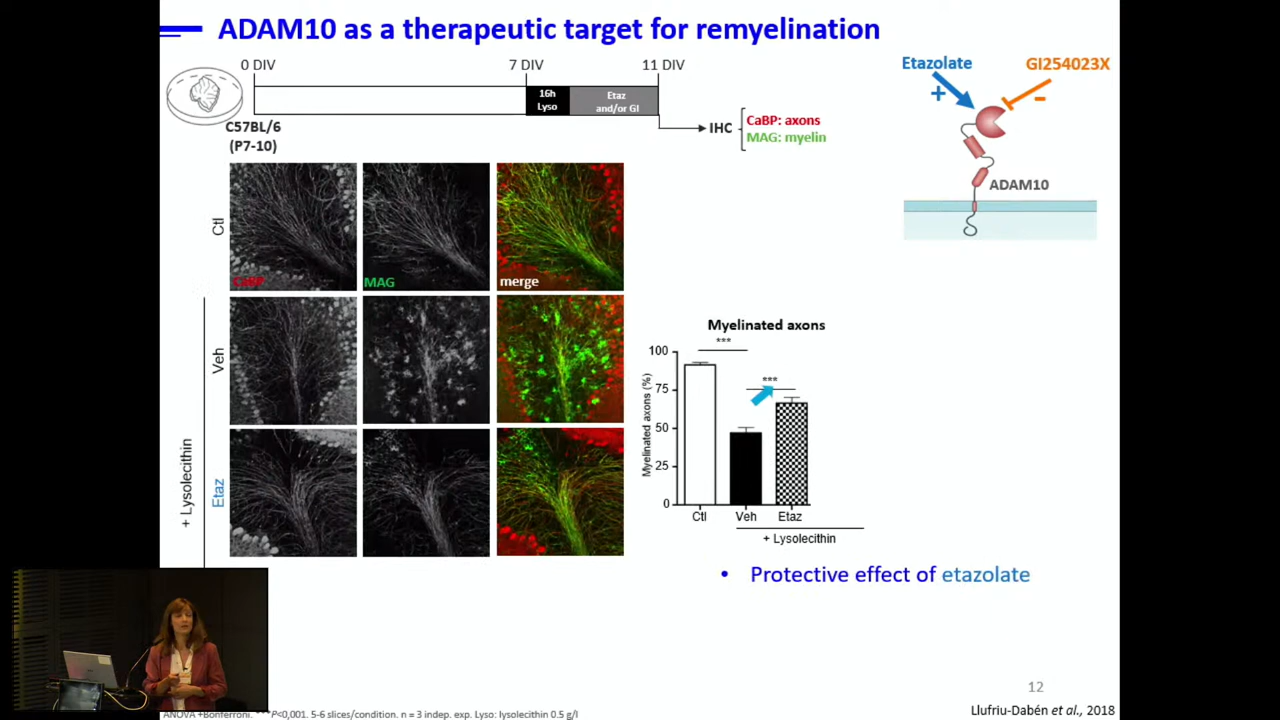 ADAM10 as a therapeutic target for remyelination
0 DIV
7 DIV
11 DIV
16h
Lyso
Etaz
and/or GI
C57BL/6
(P7-10)
IHC
CaBP: axons
MAG: myelin
Etazolate
GI254023X
+
-
ADAM10
Ctl
CaBP
MAG
merge
Veh
Etaz
+ Lysolecithin
Myelinated axons
***
***
Myelinated axons (%)
100
75
50
25
0
Ctl
Veh
Etaz
+ Lysolecithin
• Protective effect of etazolate
12
ANOVA +Bonferroni. ***P<0,001. 5-6 slices/condition. n = 3 indep. exp. Lyso: lysolecithin 0.5 g/l
Llufriu-Dabén et al., 2018